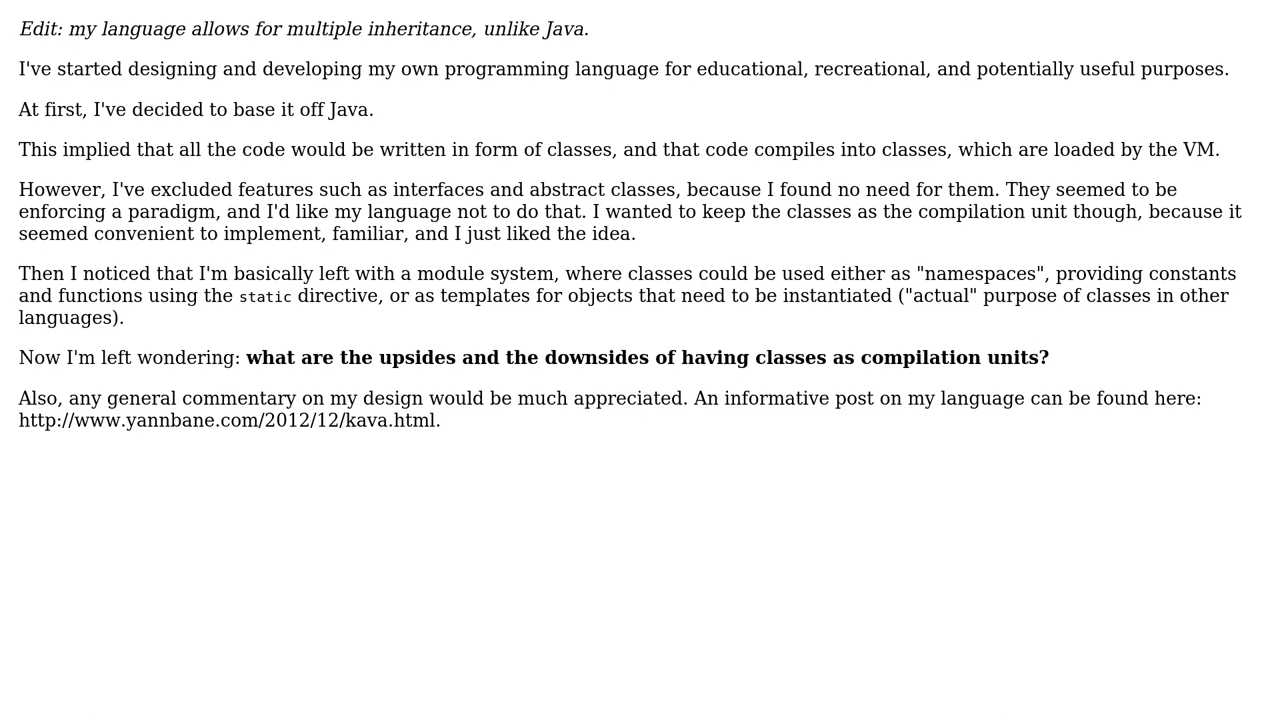 Edit: my language allows for multiple inheritance, unlike Java.
I've started designing and developing my own programming language for educational, recreational, and potentially useful purposes.
At first, I've decided to base it off Java.
This implied that all the code would be written in form of classes, and that code compiles into classes, which are loaded by the VM.
However, I've excluded features such as interfaces and abstract classes, because I found no need for them. They seemed to be
enforcing a paradigm, and I'd like my language not to do that. I wanted to keep the classes as the compilation unit though, because it
seemed convenient to implement, familiar, and I just liked the idea.
Then I noticed that I'm basically left with a module system, where classes could be used either as "namespaces", providing constants
and functions using the static directive, or as templates for objects that need to be instantiated ("actual" purpose of classes in other
languages).
Now I'm left wondering: what are the upsides and the downsides of having classes as compilation units?
Also, any general commentary on my design would be much appreciated. An informative post on my language can be found here:
http://www.yannbane.com/2012/12/kava.html.